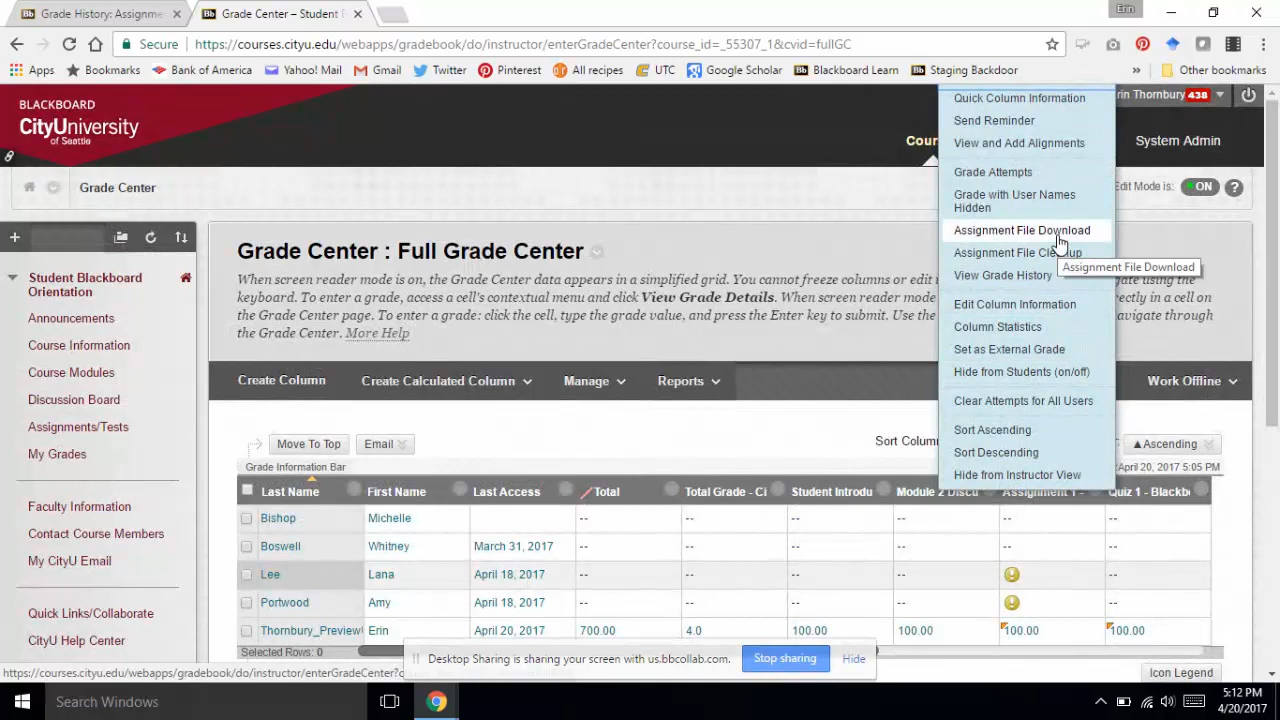 Grade History: Assignme
Grade Center – Student B
Erin
Secure
https://courses.cityu.edu/webapps/gradebook/do/instructor/enterGradeCenter?course_id=_55307_1&cvid=fullGC
Apps
Bookmarks
Bank of America
Yahoo! Mail
Gmail
Twitter
Pinterest
All recipes
UTC
Google Scholar
Blackboard Learn
Staging Backdoor
»
Other bookmarks
BLACKBOARD
CityUniversity
of Seattle
rin Thornbury 438
Cour
System Admin
Grade Center
dit Mode is: ON ?
Quick Column Information
Send Reminder
View and Add Alignments
Grade Attempts
Grade with User Names
Hidden
Assignment File Download
Assignment File Cle up
Assignment File Download
View Grade History
Edit Column Information
Column Statistics
Set as External Grade
Hide from Students (on/off)
Clear Attempts for All Users
Sort Ascending
Sort Descending
Hide from Instructor View
Student Blackboard
Orientation
Announcements
Course Information
Course Modules
Discussion Board
Assignments/Tests
My Grades
Faculty Information
Contact Course Members
My CityU Email
Quick Links/Collaborate
CityU Help Center
Grade Center : Full Grade Center
When screen reader mode is on, the Grade Center data appears in a simplified grid. You cannot freeze columns or edit i
igate using the
keyboard. To enter a grade, access a cell's contextual menu and click View Grade Details. When screen reader mode
irectly in a cell on
the Grade Center page. To enter a grade: click the cell, type the grade value, and press the Enter key to submit. Use the
avigate through
the Grade Center. More Help
Create Column
Create Calculated Column
Manage
Reports
Work Offline
Move To Top
Email
Sort Colum
▲Ascending
Grade Information Bar
April 20, 2017 5:05 PM
Last Name First Name Last Access Total Total Grade - Ci Student Introdu Module 2 Discu Assignment 1 - Quiz 1 - Blackb
Bishop Michelle -- -- -- -- -- --
Boswell Whitney March 31, 2017 -- -- -- -- -- --
Lee Lana April 18, 2017 -- -- -- -- --
Portwood Amy April 18, 2017 -- -- -- -- --
Thornbury_Preview Erin April 20, 2017 700.00 4.0 100.00 100.00 100.00 100.00
Selected Rows: 0
Desktop Sharing is sharing your screen with us.bbcollab.com.
Stop sharing
Hide
Icon Legend
https://courses.cityu.edu/webapps/gradebook/do/instructor/enterGradeCenter?c
Search Windows
5:12 PM
4/20/2017